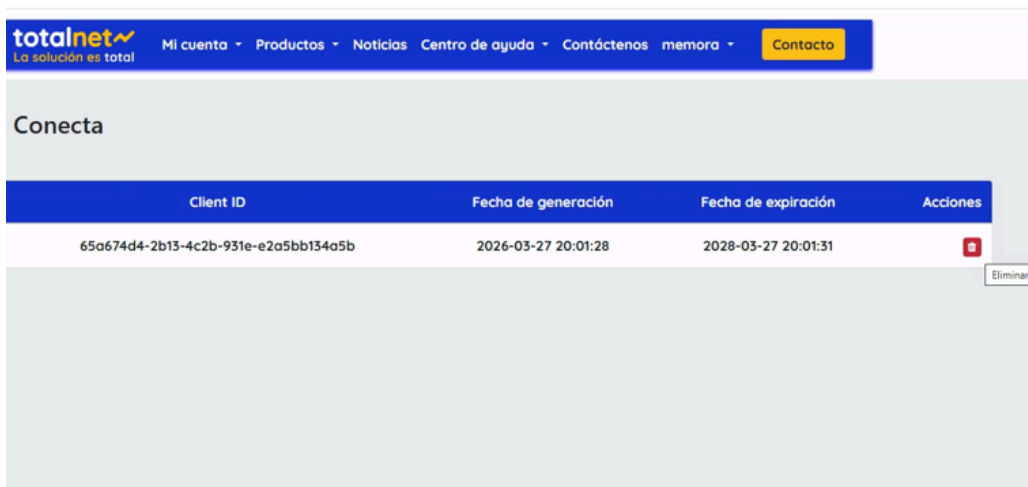 totalnet
La solución es total
Mi cuenta Productos Noticias Centro de ayuda Contáctenos memora Contacto
Conecta
Client ID Fecha de generación Fecha de expiración Acciones
65a674d4-2b13-4c2b-931e-e2a5bb134a5b 2026-03-27 20:01:28 2028-03-27 20:01:31
Eliminar